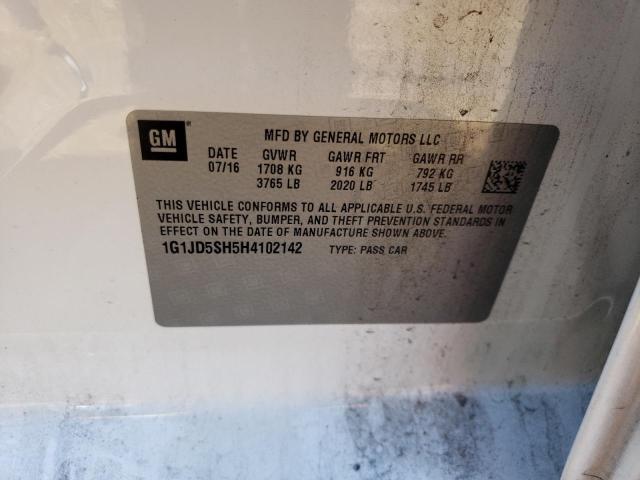 GM
MFD BY GENERAL MOTORS LLC
DATE GVWR GAWR FRT GAWR RR
07/16 1708 KG 916 KG 792 KG
3765 LB 2020 LB 1745 LB
THIS VEHICLE CONFORMS TO ALL APPLICABLE U.S. FEDERAL MOTOR
VEHICLE SAFETY, BUMPER, AND THEFT PREVENTION STANDARDS IN
EFFECT ON THE DATE OF MANUFACTURE SHOWN ABOVE.
1G1JD5SH5H4102142 TYPE: PASS CAR